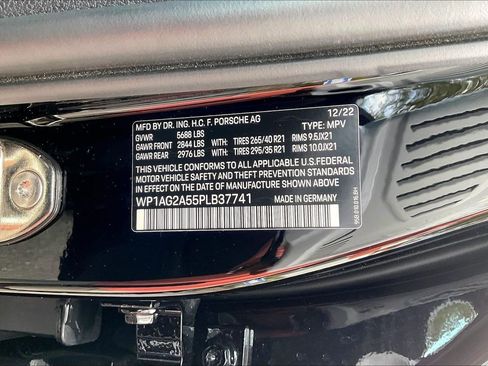 MFD BY DR. ING. H.C. F. PORSCHE AG 12/22
GVWR 5688 LBS TYPE: MPV
GAWR FRONT 2844 LBS WITH: TIRES 265/40 R21 RIMS 9.5JX21
GAWR REAR 2976 LBS WITH: TIRES 295/35 R21 RIMS 10.0JX21
THIS VEHICLE CONFORMS TO ALL APPLICABLE U.S. FEDERAL
MOTOR VEHICLE SAFETY AND THEFT PREVENTION STANDARDS
IN EFFECT ON THE DATE OF MANUFACTURE SHOWN ABOVE.
WP1AG2A55PLB37741 MADE IN GERMANY